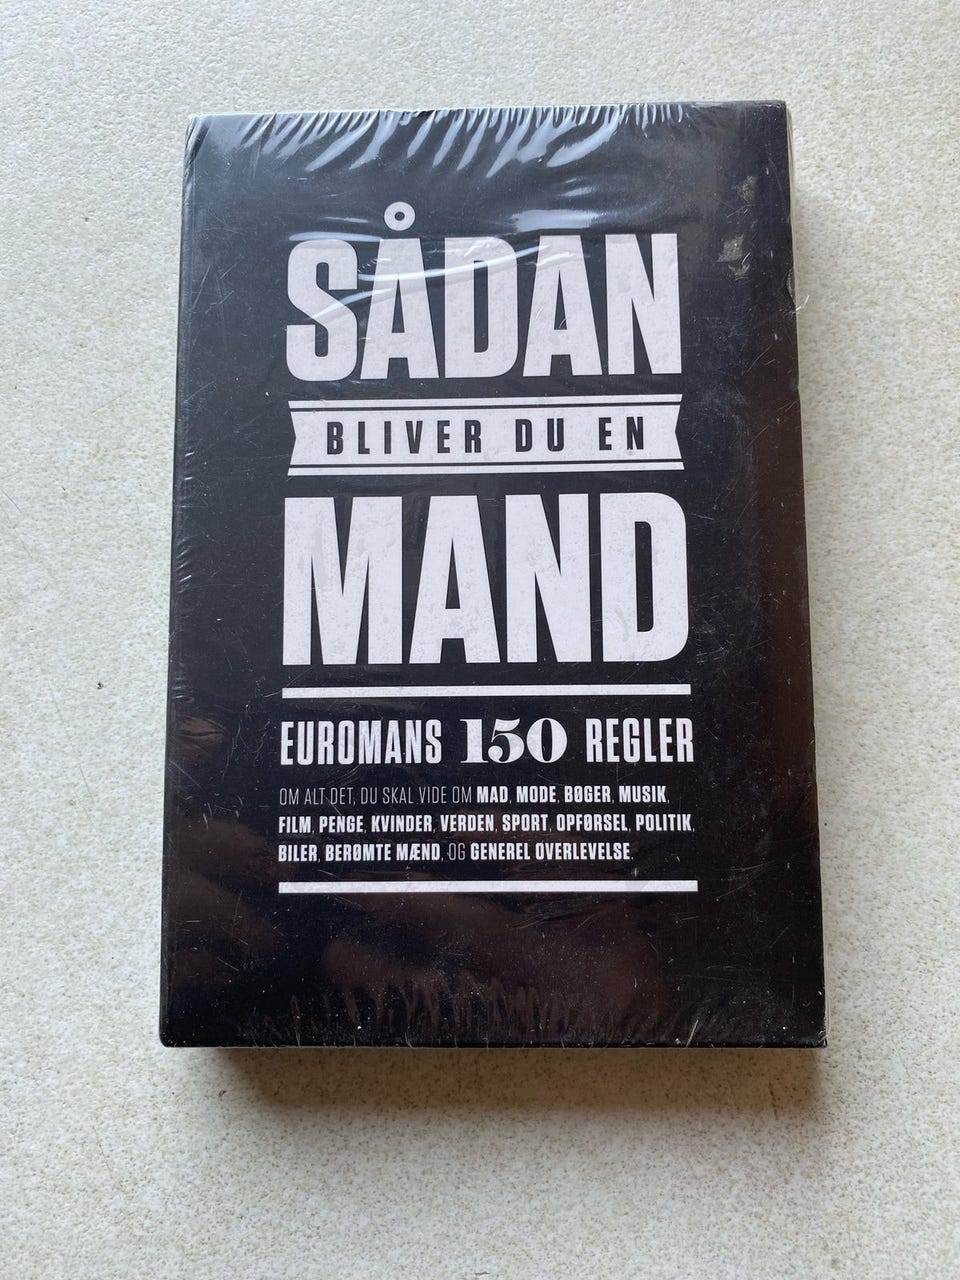 SÅDAN
BLIVER DU EN
MAND
EUROMANS 150 REGLER
OM ALT DET, DU SKAL VIDE OM MAD, MODE, BØGER, MUSIK,
FILM, PENGE, KVINDER, VERDEN, SPORT, OPFØRSEL, POLITIK,
BILER, BERØMTE MÆND, OG GENEREL OVERLEVELSE.